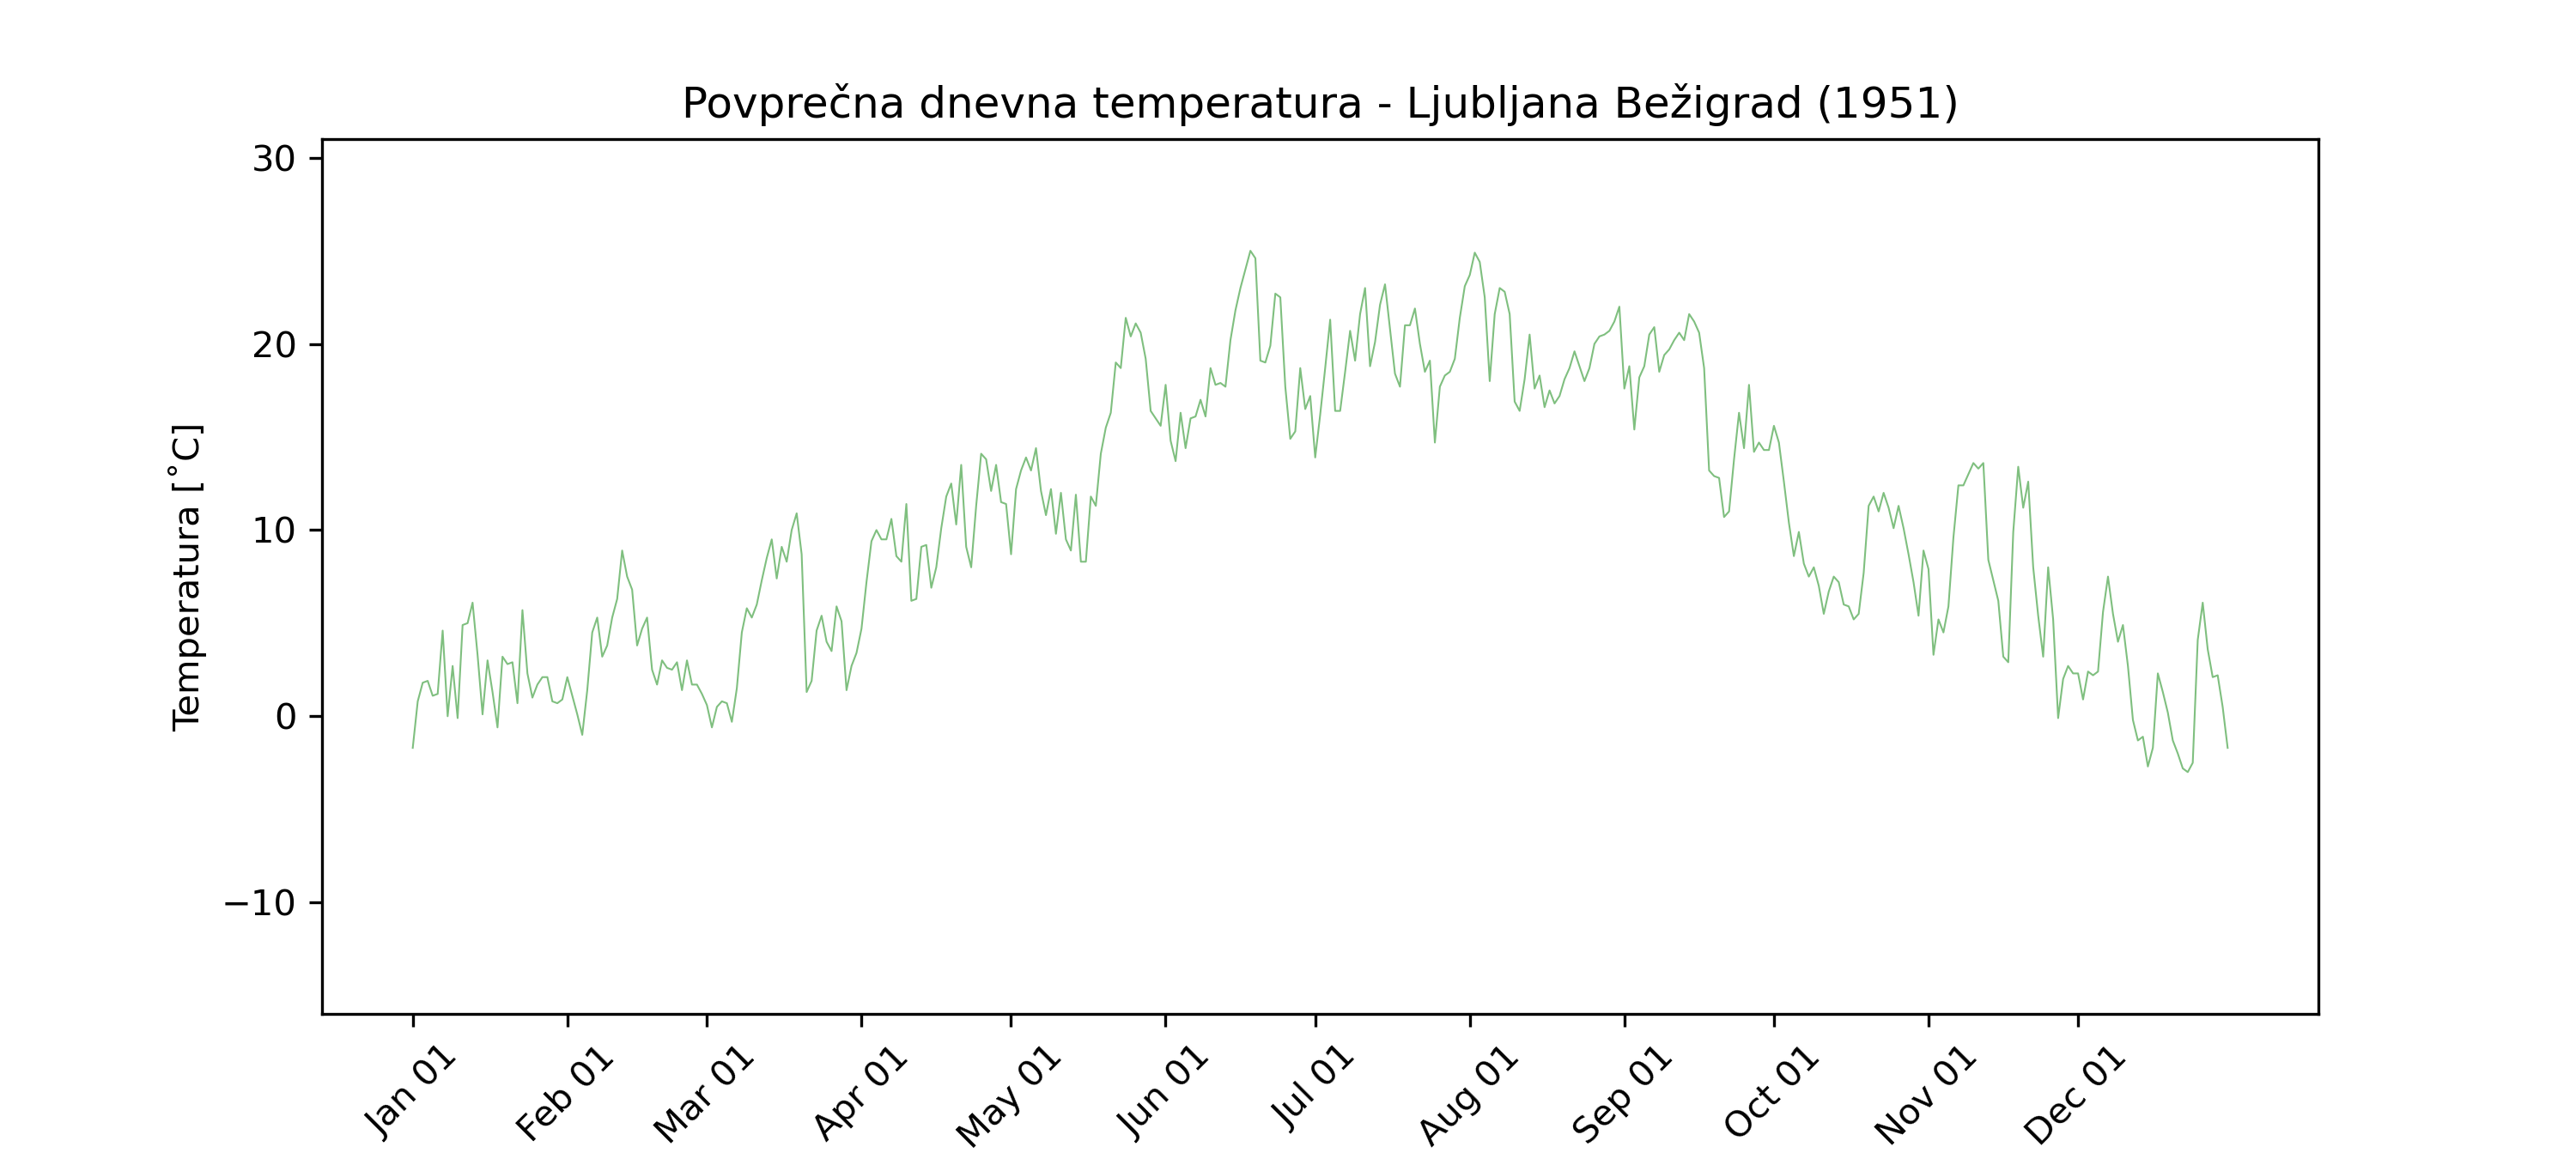 Povprečna dnevna temperatura - Ljubljana Bežigrad (1951)
Temperatura [˚C]
30
20
10
0
−10
Jan 01
Feb 01
Mar 01
Apr 01
May 01
Jun 01
Jul 01
Aug 01
Sep 01
Oct 01
Nov 01
Dec 01